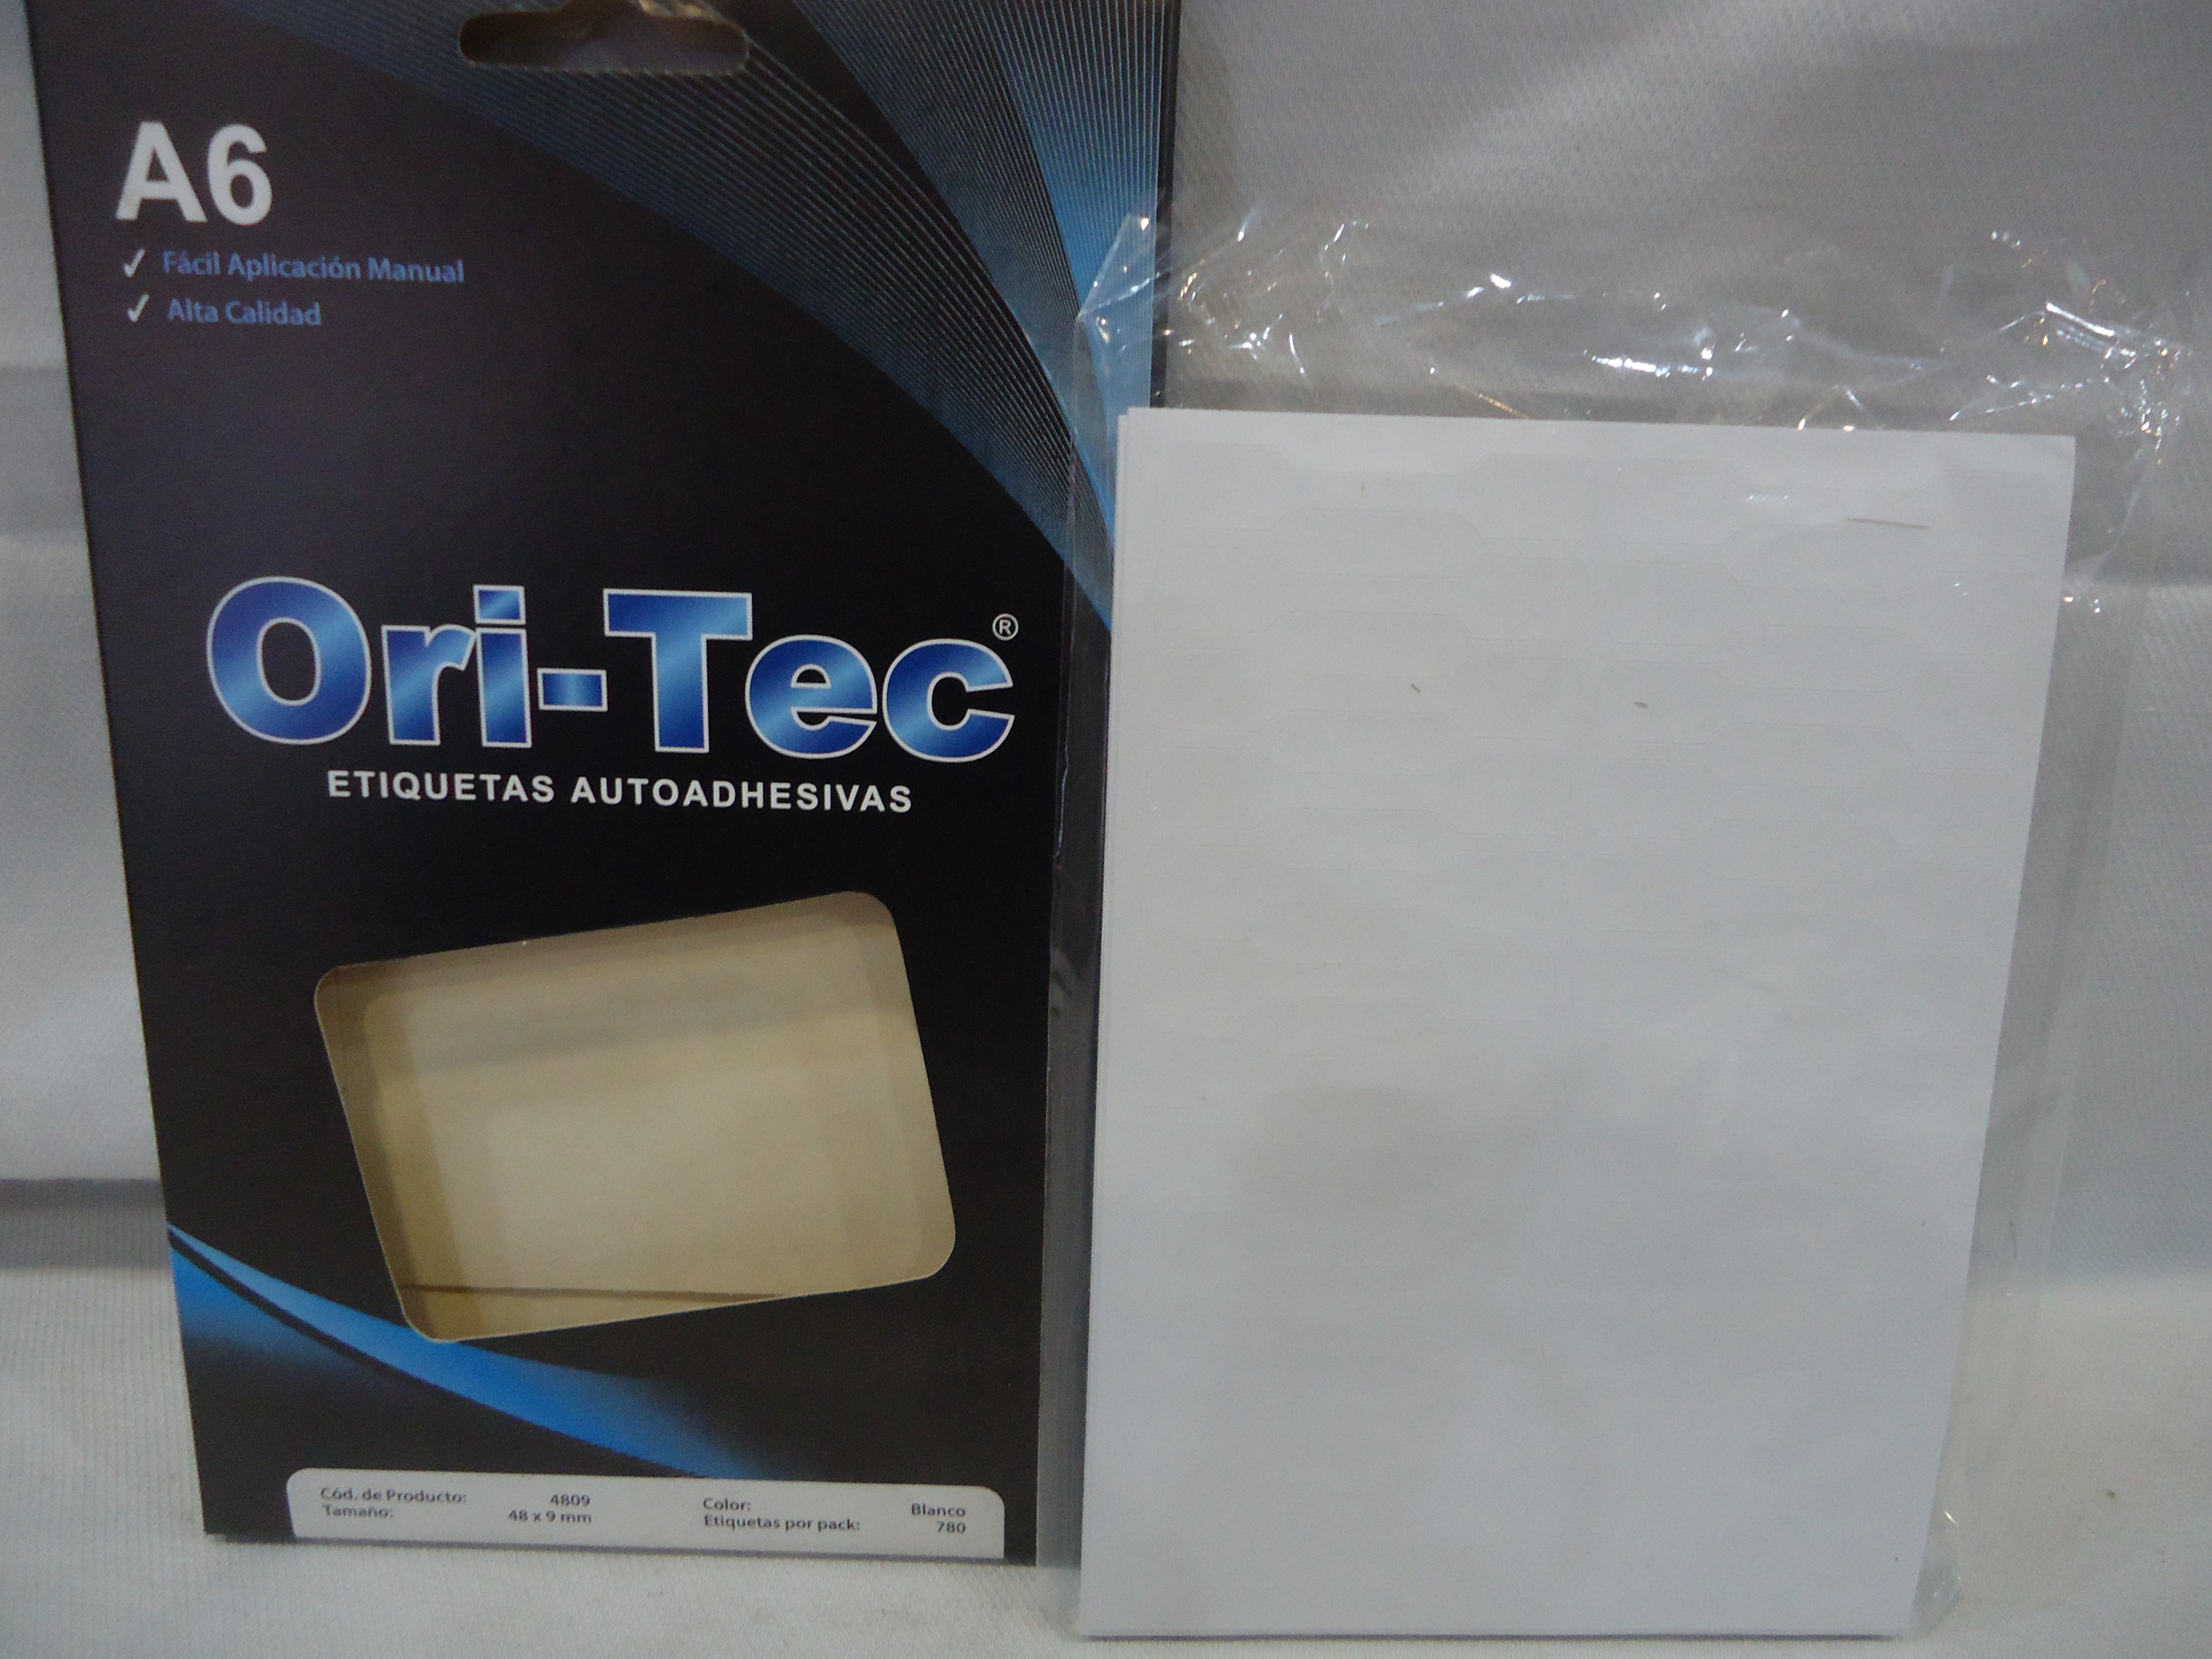 A6
✓ Fácil Aplicación Manual
✓ Alta Calidad
Ori-Tec®
ETIQUETAS AUTOADHESIVAS
Cód. de Producto: 4809 Color: Blanco
Tamaño: 48 x 9 mm Etiquetas por pack: 780